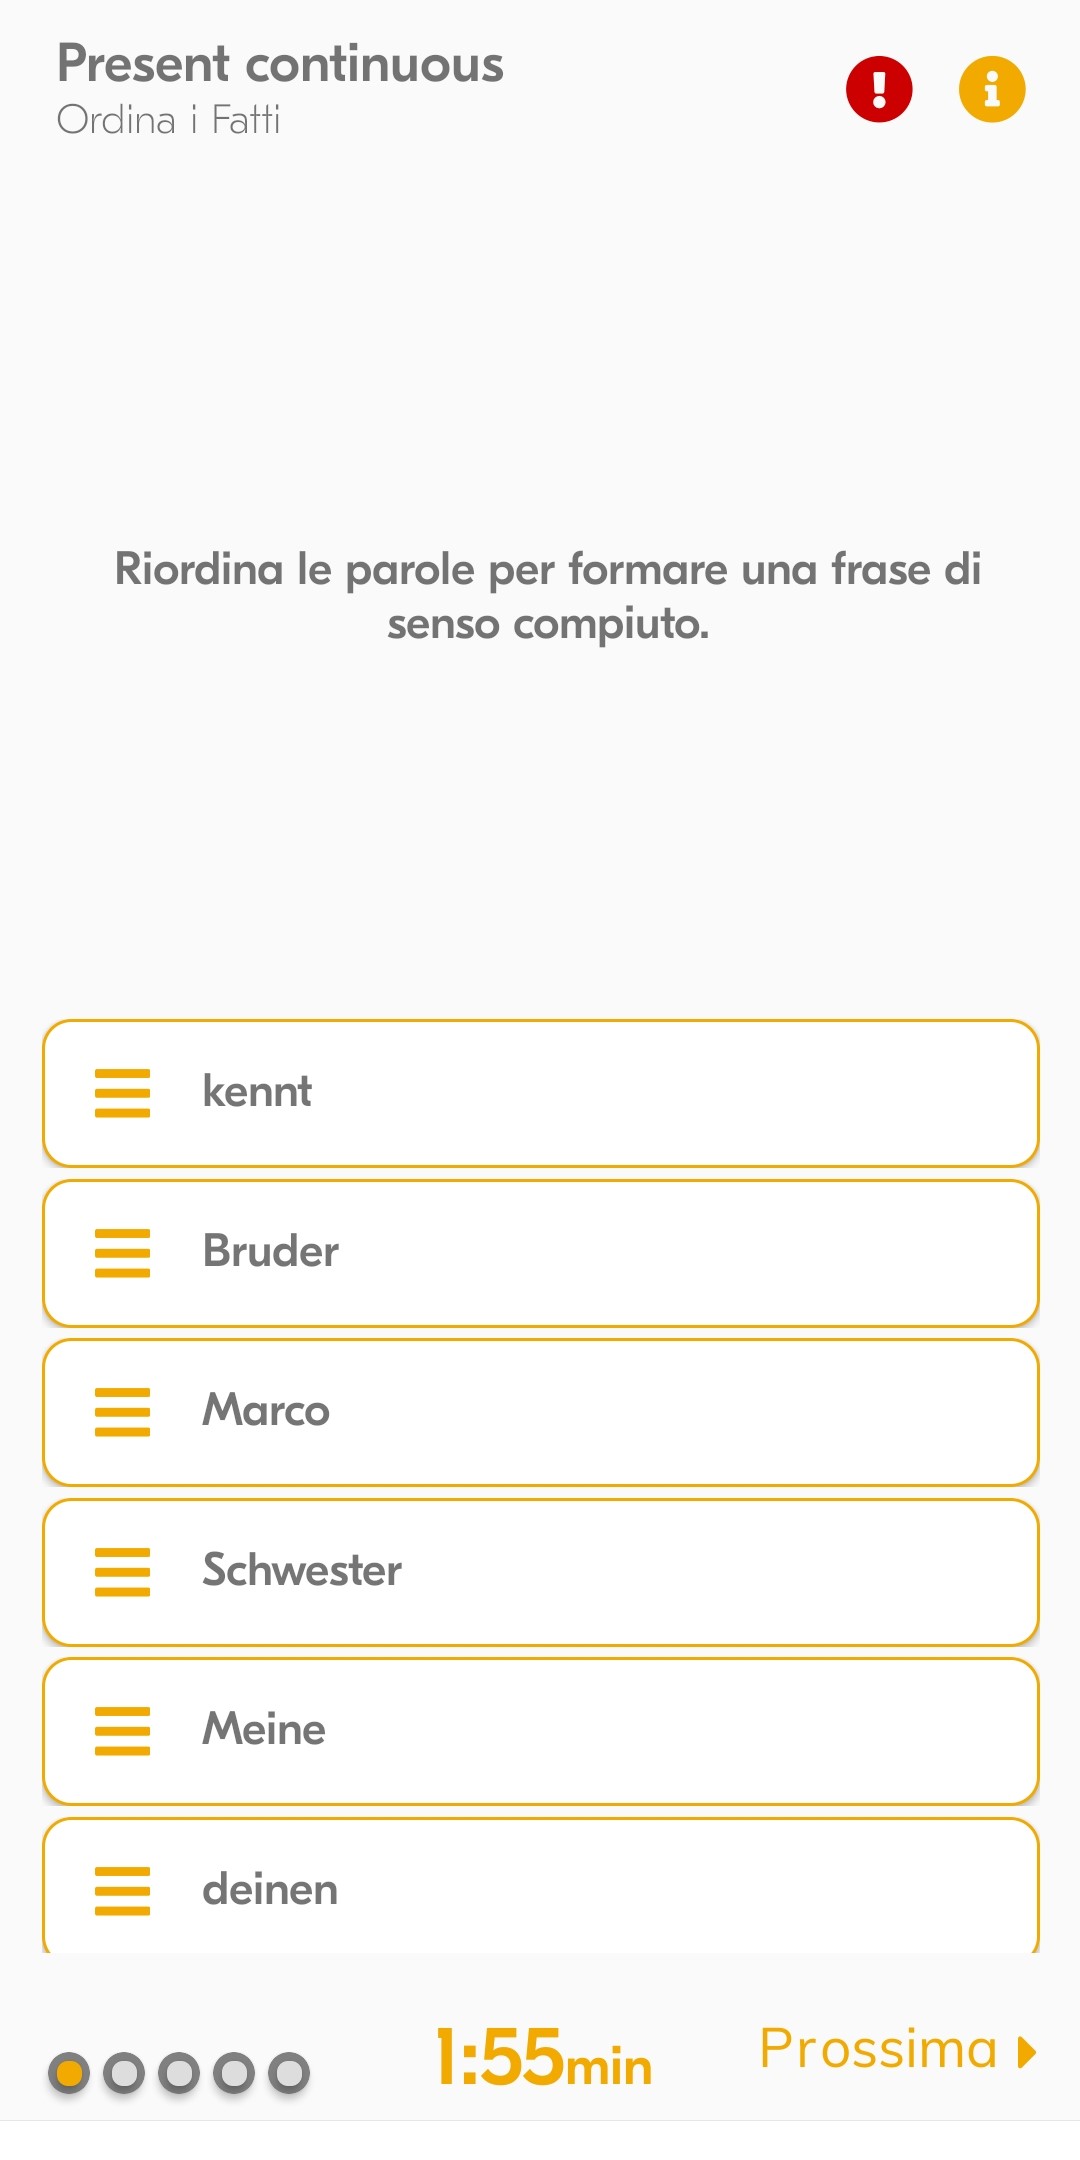 Present continuous
Ordina i Fatti
Riordina le parole per formare una frase di
senso compiuto.
kennt
Bruder
Marco
Schwester
Meine
deinen
1:55min
Prossima